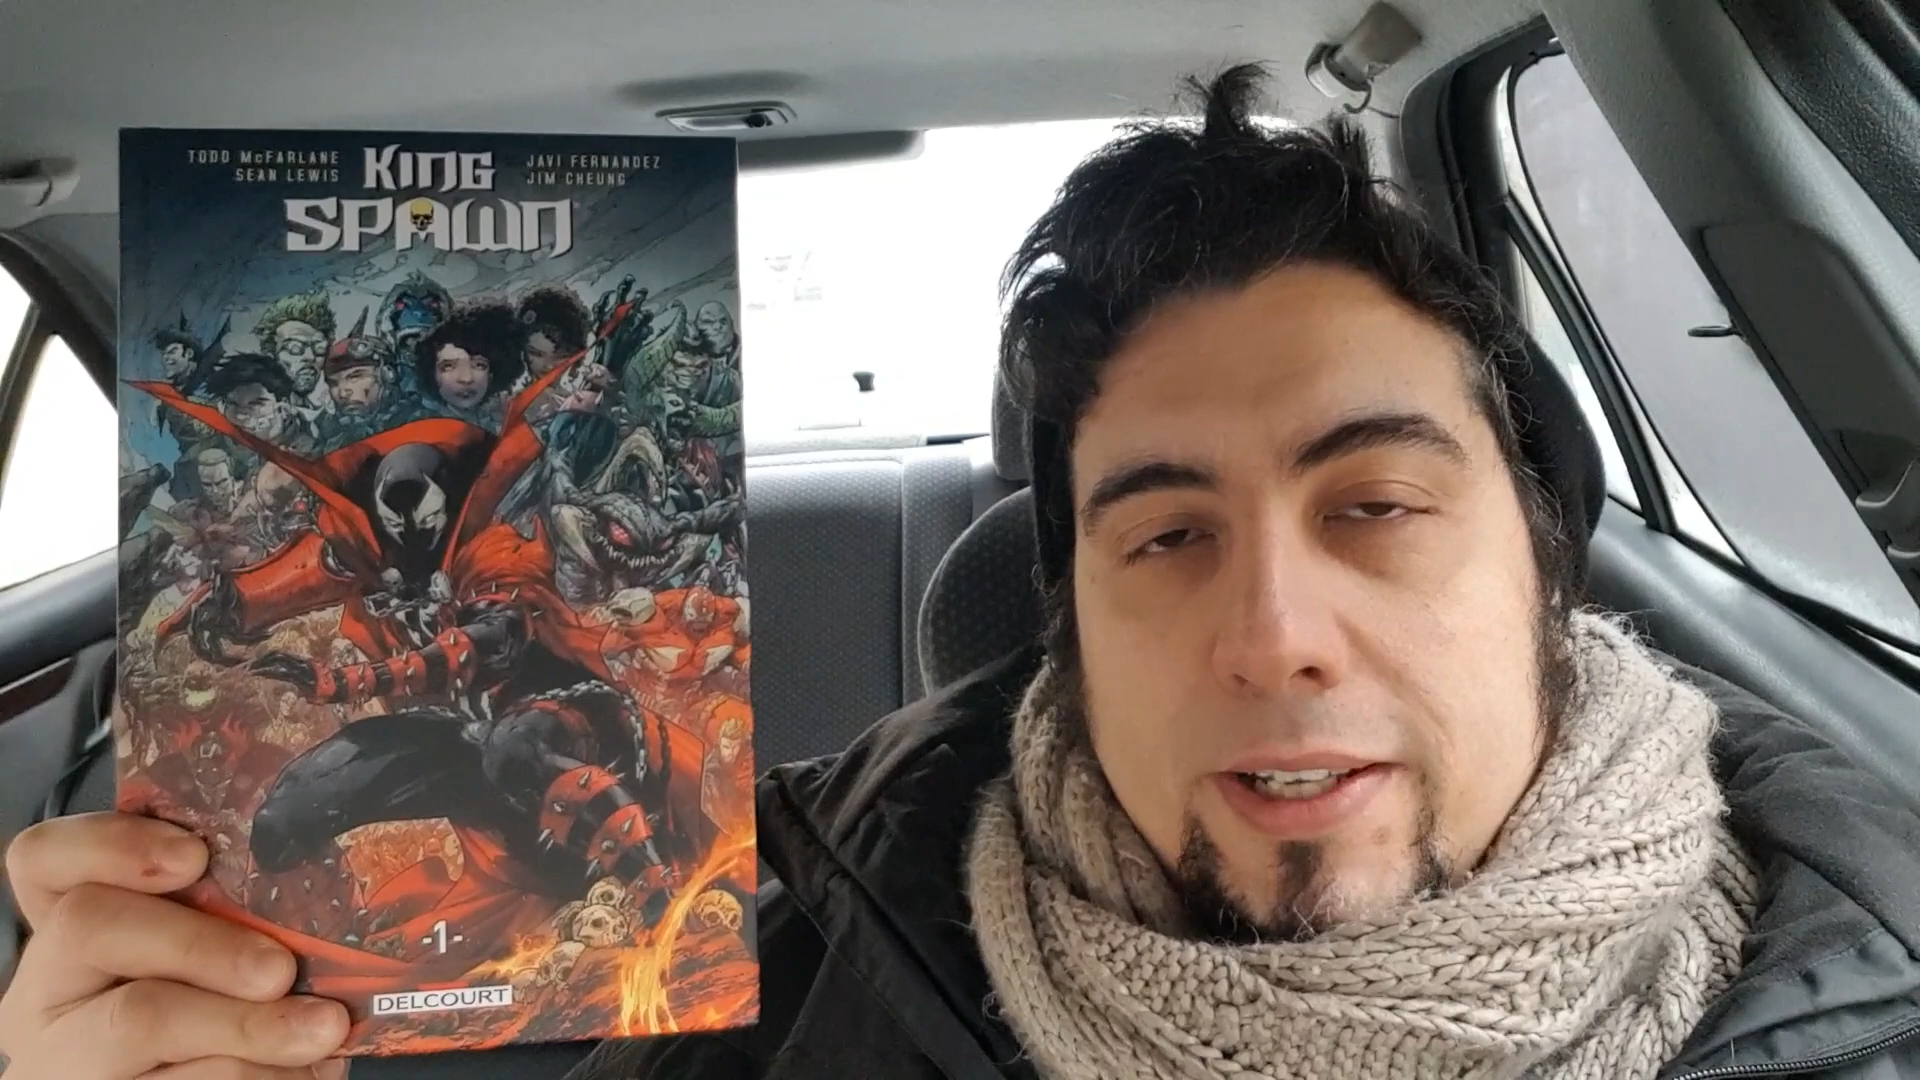 TODD McFARLANE
SEAN LEWIS
KING
SPAWN
JAVI FERNANDEZ
JIM CHEUNG
-1-
DELCOURT